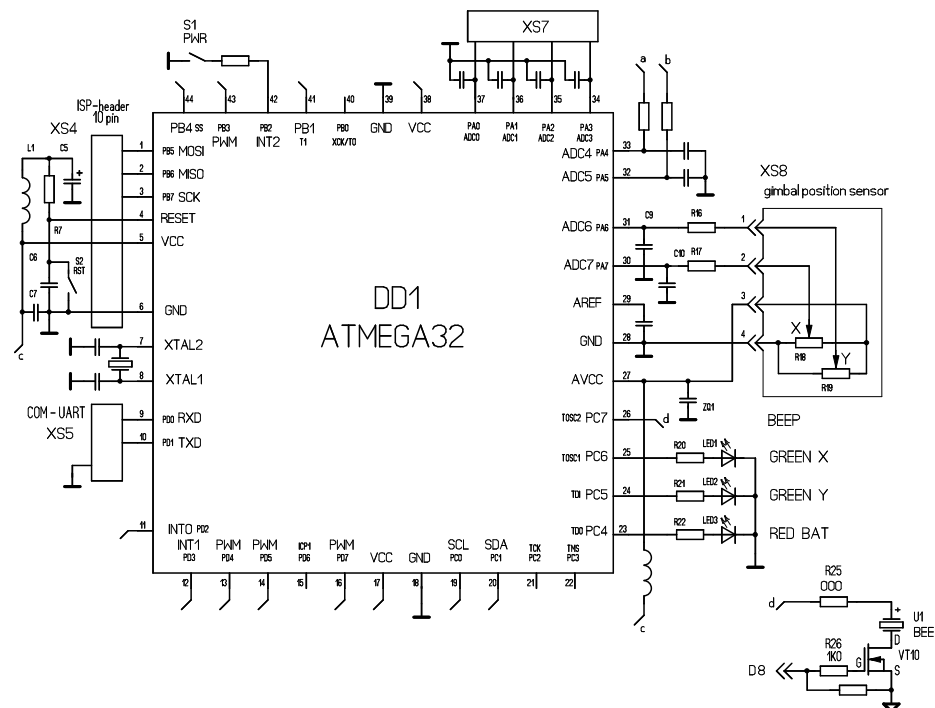 S1
PWR
XS7
a
b
44
43
42
41
40
39
38
37
36
35
34
ISP-header
10 pin
XS4
PB4 SS
PB3
PWM
PB2
INT2
PB1
T1
PB0
XCK/T0
GND
VCC
PA0
ADC0
PA1
ADC1
PA2
ADC2
PA3
ADC3
L1
C5
+
1
PB5 MOSI
2
PB6 MISO
3
PB7 SCK
4
RESET
R7
5
VCC
C6
S2
RST
C7
6
GND
c
7
XTAL2
8
XTAL1
COM-UART
XS5
9
PD0 RXD
10
PD1 TXD
11
INTO PD2
DD1
ATMEGA32
ADC4 PA4
33
ADC5 PA5
32
XS8
gimbal position sensor
ADC6 PA6
31
C9
R16
1
ADC7 PA7
30
C10
R17
2
AREF
29
3
GND
28
4
X
R18
Y
R19
AVCC
27
ZQ1
TOSC2 PC7
26
d
BEEP
TOSC1 PC6
25
R20
LED1
GREEN X
TDI PC5
24
R21
LED2
GREEN Y
TDO PC4
23
R22
LED3
RED BAT
INT1
PD3
PWM
PD4
PWM
PD5
ICP1
PD6
PWM
PD7
VCC
GND
SCL
PC0
SDA
PC1
TCK
PC2
TMS
PC3
12
13
14
15
16
17
18
19
20
21
22
c
R25
000
d
+
U1
BEE
D
R26
1K0
G
VT10
S
D8